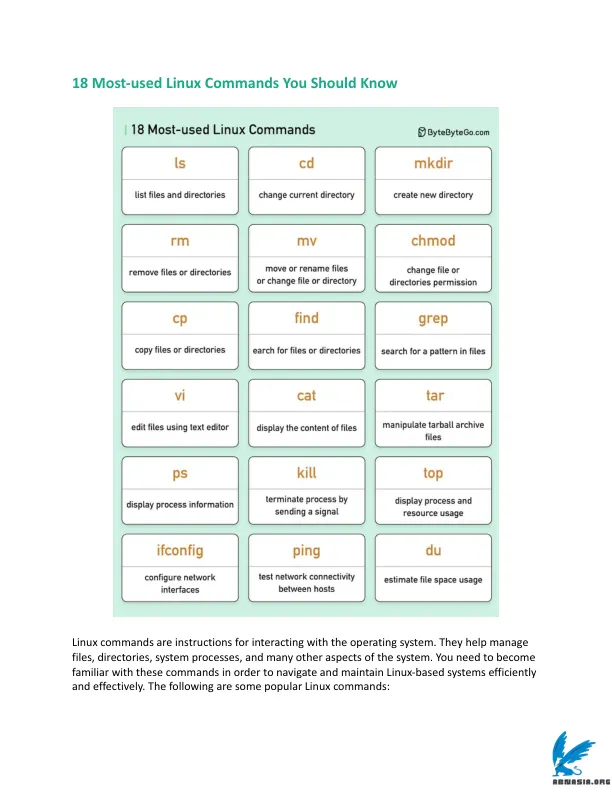 18 Most-used Linux Commands You Should Know
| 18 Most-used Linux Commands
ByteByteGo.com
ls
list files and directories
cd
change current directory
mkdir
create new directory
rm
remove files or directories
mv
move or rename files
or change file or directory
chmod
change file or
directories permission
cp
copy files or directories
find
earch for files or directories
grep
search for a pattern in files
vi
edit files using text editor
cat
display the content of files
tar
manipulate tarball archive
files
ps
display process information
kill
terminate process by
sending a signal
top
display process and
resource usage
ifconfig
configure network
interfaces
ping
test network connectivity
between hosts
du
estimate file space usage
Linux commands are instructions for interacting with the operating system. They help manage
files, directories, system processes, and many other aspects of the system. You need to become
familiar with these commands in order to navigate and maintain Linux-based systems efficiently
and effectively. The following are some popular Linux commands:
ABNASIA.ORG